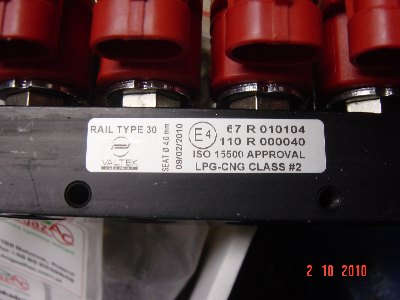 RAIL TYPE 30
VALTEK
SEAT Ø 4.0 mm
09/02/2010
E4
67 R 010104
110 R 000040
ISO 15500 APPROVAL
LPG-CNG CLASS #2
2 10 2010